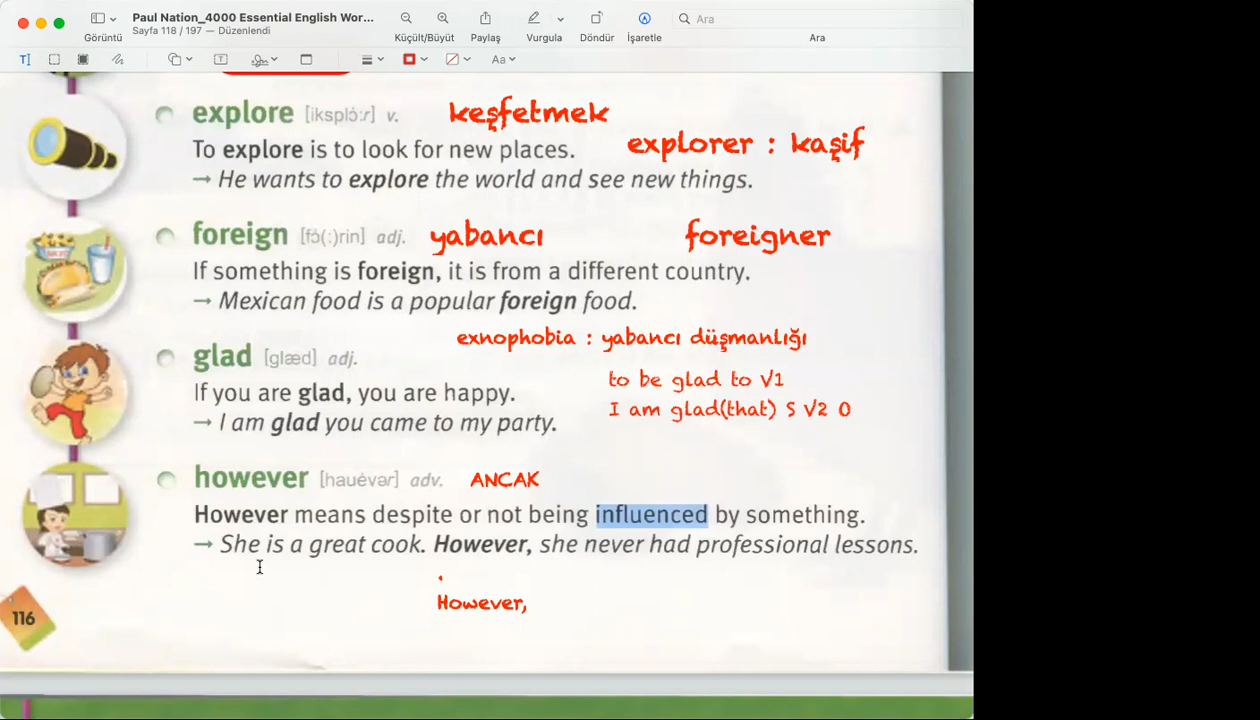 Paul Nation_4000 Essential English Wor...
Sayfa 118 / 197 – Düzenlendi
Görüntü
Küçült/Büyüt
Paylaş
Vurgula
Döndür
İşaretle
Ara
Ara
Aa
explore [iksplɔ́:r] v. keşfetmek
explorer : kaşif
To explore is to look for new places.
→ He wants to explore the world and see new things.
foreign [fɔ́(:)rin] adj. yabancı foreigner
If something is foreign, it is from a different country.
→ Mexican food is a popular foreign food.
exnophobia : yabancı düşmanlığı
glad [glæd] adj.
to be glad to V1
If you are glad, you are happy.
I am glad(that) S V2 O
→ I am glad you came to my party.
however [hauévər] adv. ANCAK
However means despite or not being influenced by something.
→ She is a great cook. However, she never had professional lessons.
.
However,
116